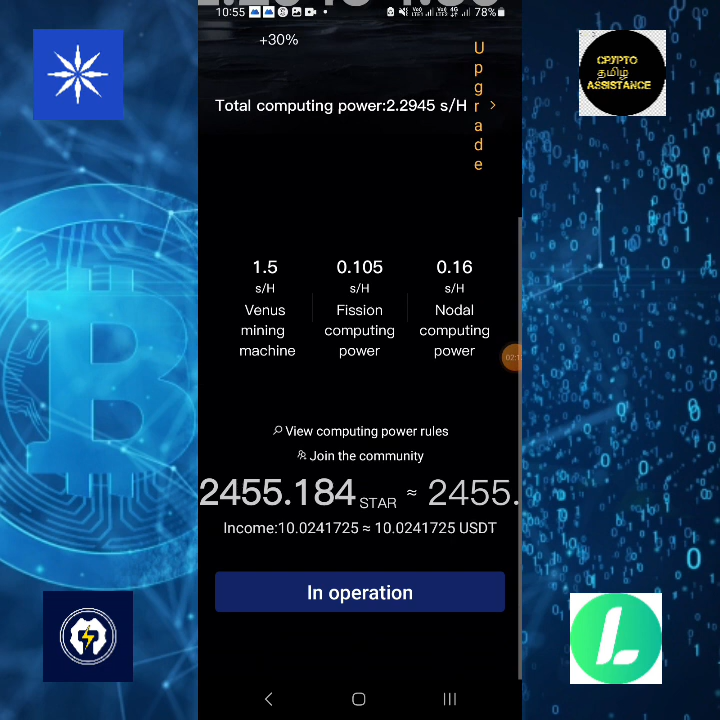 10:55
78%
+30%
Upgrade
Total computing power:2.2945 s/H
1.5
s/H
Venus
mining
machine
0.105
s/H
Fission
computing
power
0.16
s/H
Nodal
computing
power
View computing power rules
Join the community
2455.184 STAR ≈ 2455.
Income:10.0241725 ≈ 10.0241725 USDT
In operation
CRYPTO
தமிழ்
ASSISTANCE